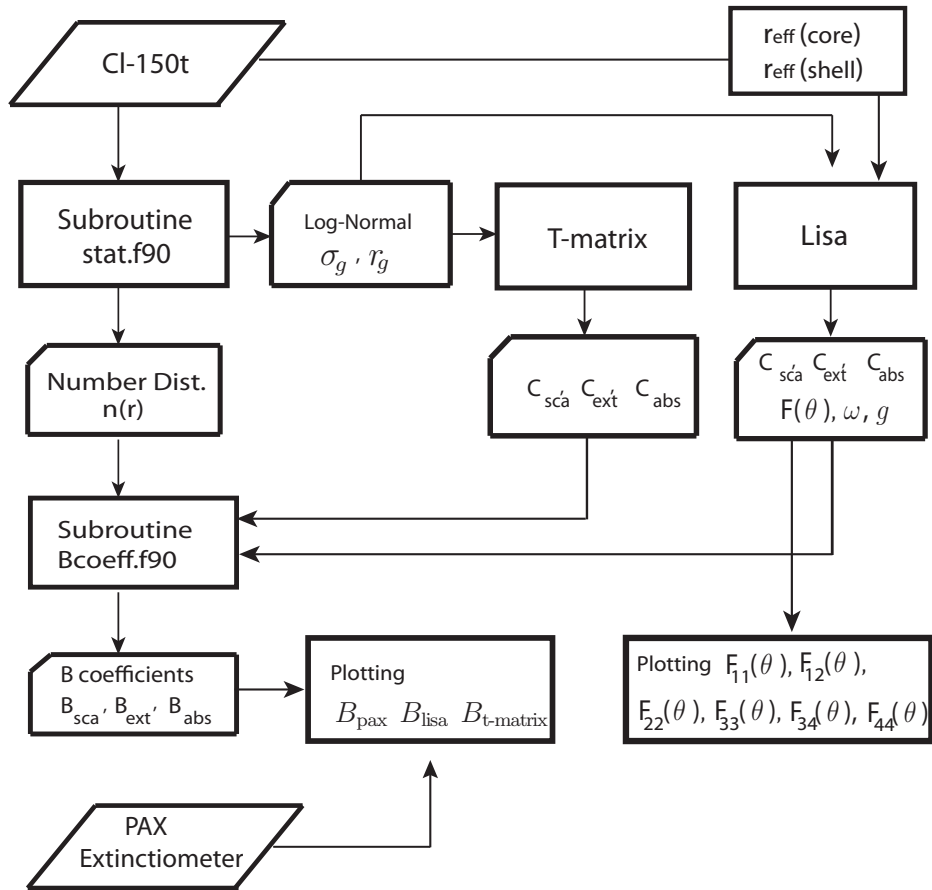 Cl-150t
reff (core)
reff (shell)
Subroutine
stat.f90
Log-Normal
σg , rg
T-matrix
Lisa
Number Dist.
n(r)
Csca, Cext, Cabs
Csca, Cext, Cabs
F(θ), ω, g
Subroutine
Bcoeff.f90
B coefficients
Bsca, Bext, Babs
Plotting
Bpax Blisa Bt-matrix
Plotting F11(θ), F12(θ),
F22(θ), F33(θ), F34(θ), F44(θ)
PAX
Extinctiometer